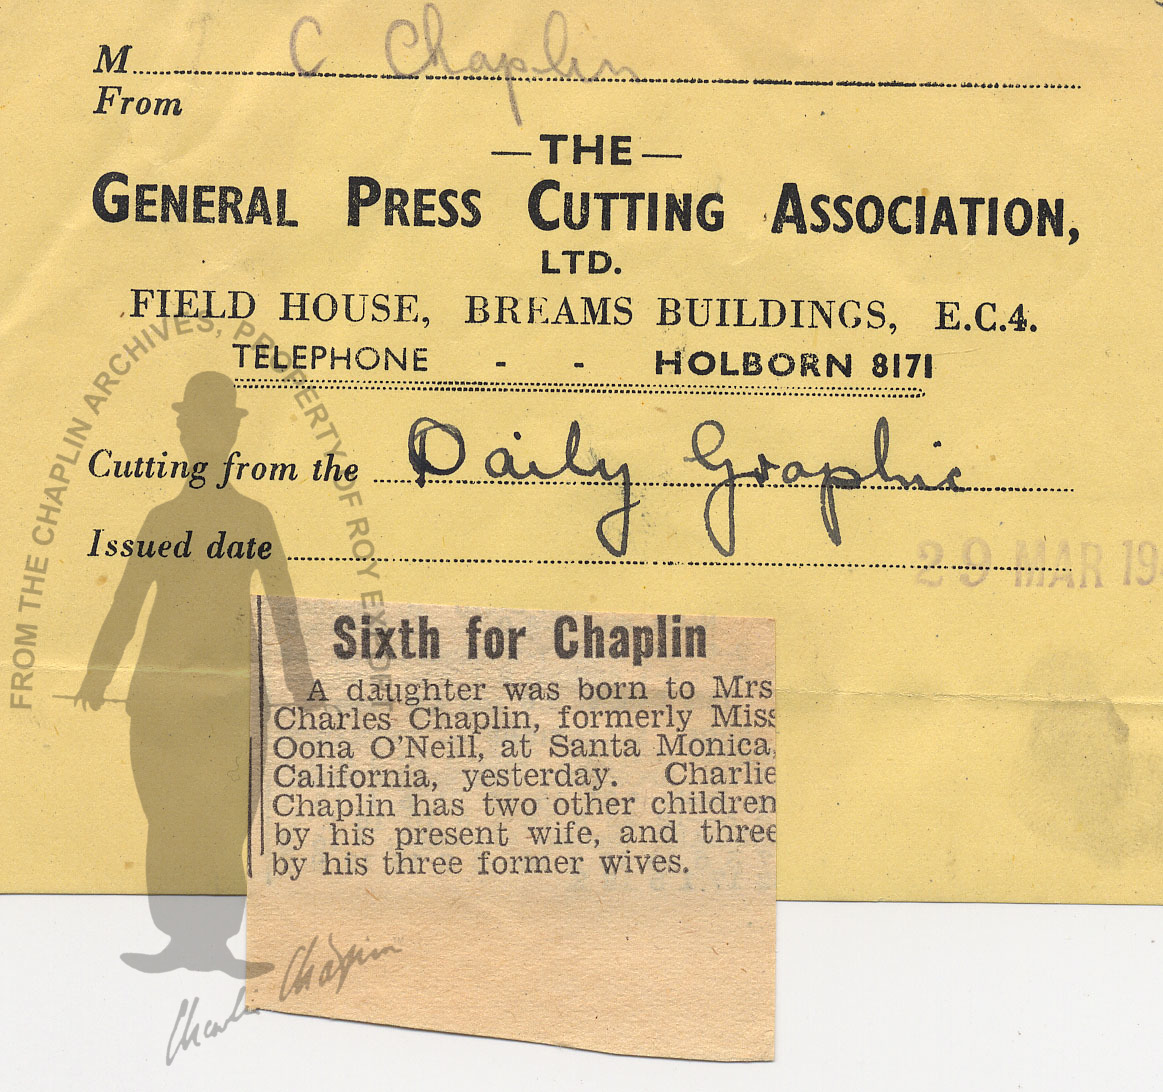 M C Chaplin
From
— THE —
GENERAL PRESS CUTTING ASSOCIATION,
LTD.
FIELD HOUSE, BREAMS BUILDINGS, E.C.4.
TELEPHONE - - HOLBORN 8171
Cutting from the Daily Graphic
Issued date
29 MAR 19
Sixth for Chaplin
A daughter was born to Mrs
Charles Chaplin, formerly Miss
Oona O'Neill, at Santa Monica,
California, yesterday. Charlie
Chaplin has two other children
by his present wife, and three
by his three former wives.
FROM THE CHAPLIN ARCHIVES, PROPERTY OF ROY EXPORT
Charlie Chaplin